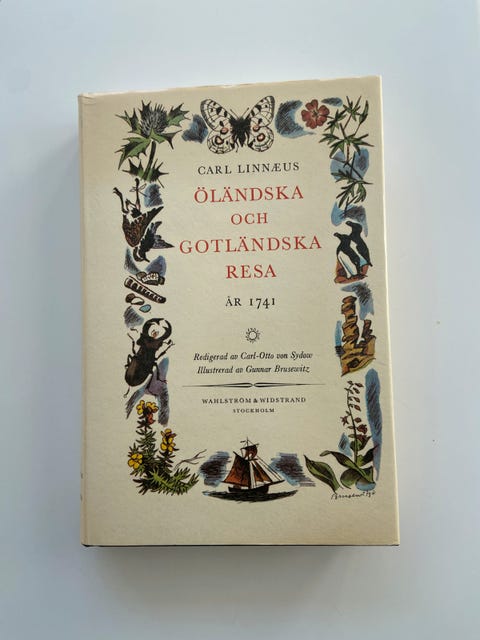 CARL LINNÆUS
ÖLÄNDSKA
OCH
GOTLÄNDSKA
RESA
ÅR 1741
Redigerad av Carl-Otto von Sydow
Illustrerad av Gunnar Brusewitz
WAHLSTRÖM & WIDSTRAND
STOCKHOLM